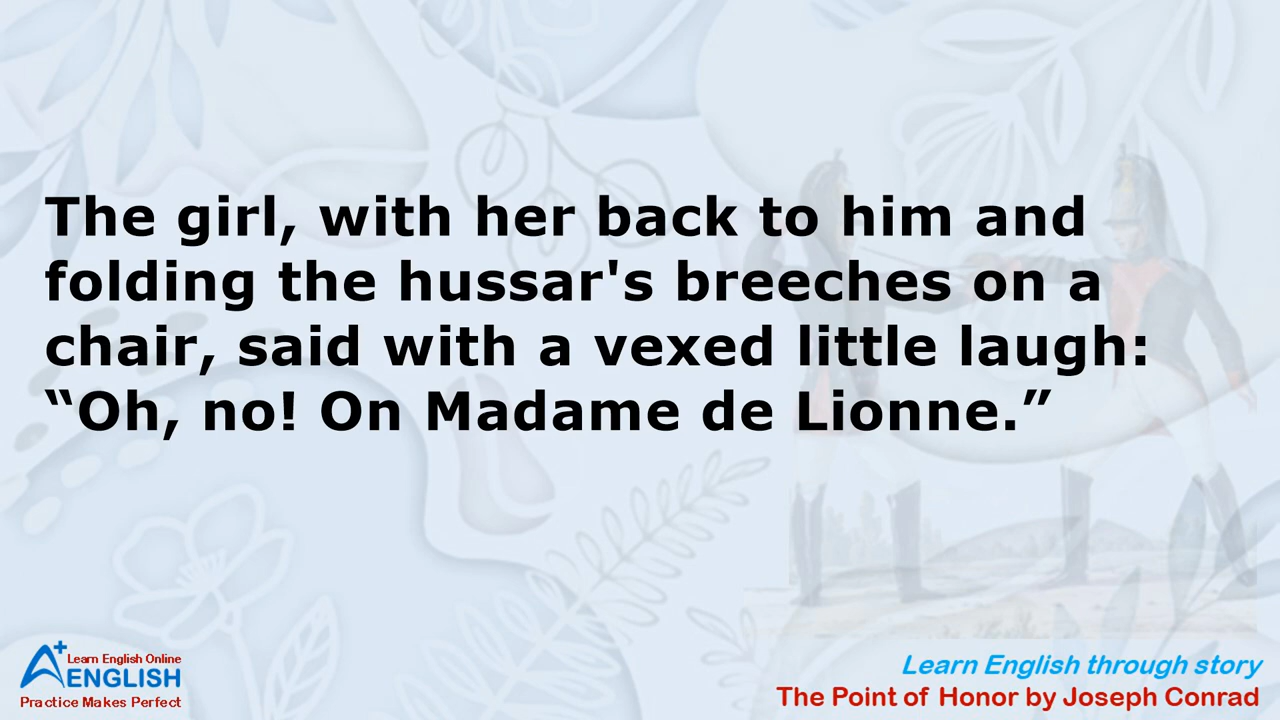 The girl, with her back to him and
folding the hussar's breeches on a
chair, said with a vexed little laugh:
“Oh, no! On Madame de Lionne.”
A+ Learn English Online
ENGLISH
Practice Makes Perfect
Learn English through story
The Point of Honor by Joseph Conrad